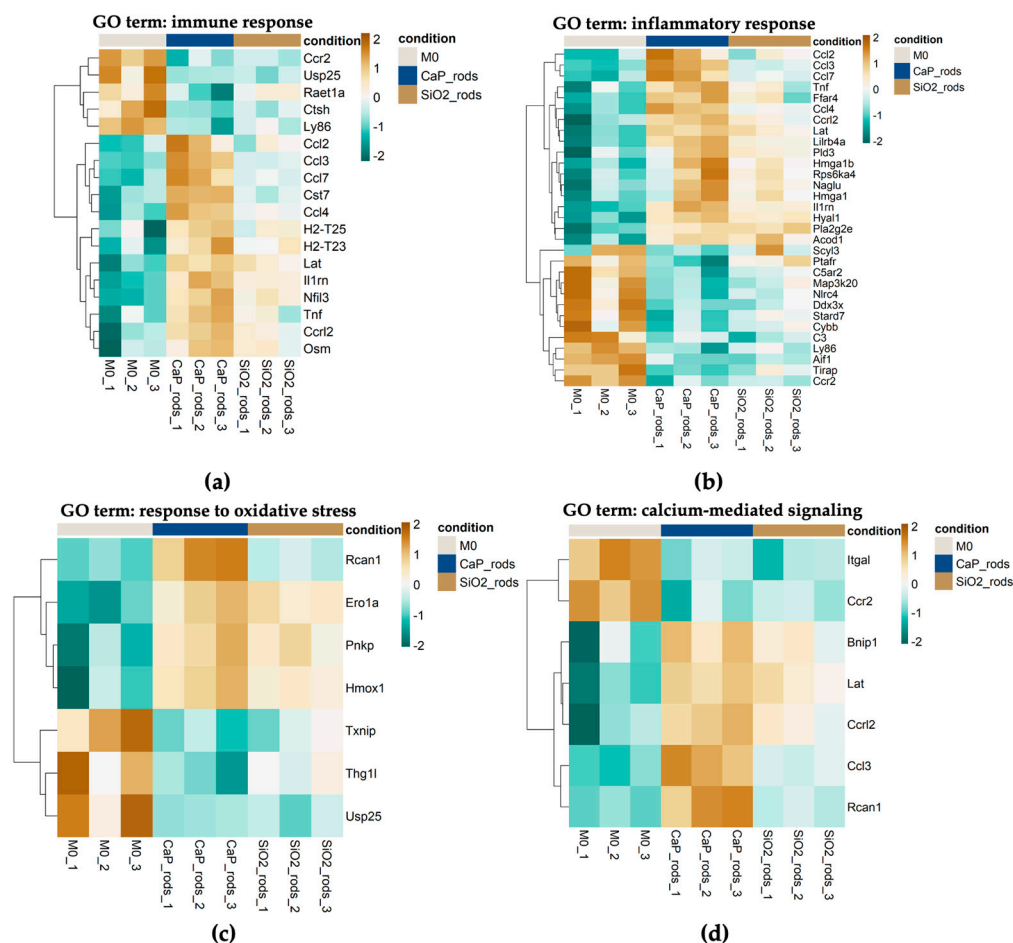 GO term: immune response
condition
Ccr2
Usp25
Raet1a
Ctsh
Ly86
Ccl2
Ccl3
Ccl7
Cst7
Ccl4
H2-T25
H2-T23
Lat
Il1rn
Nfil3
Tnf
Ccrl2
Osm
2
1
0
-1
-2
condition
M0
CaP_rods
SiO2_rods
M0_1
M0_2
M0_3
CaP_rods_1
CaP_rods_2
CaP_rods_3
SiO2_rods_1
SiO2_rods_2
SiO2_rods_3
(a)
GO term: inflammatory response
condition
Ccl2
Ccl3
Ccl7
Tnf
Ffar4
Ccl4
Ccrl2
Lat
Lilrb4a
Pld3
Hmga1b
Rps6ka4
Naglu
Hmga1
Il1rn
Hyal1
Pla2g2e
Acod1
Scyl3
Ptafr
C5ar2
Map3k20
Nlrc4
Ddx3x
Stard7
Cybb
C3
Ly86
Aif1
Tirap
Ccr2
2
1
0
-1
-2
condition
M0
CaP_rods
SiO2_rods
M0_1
M0_2
M0_3
CaP_rods_1
CaP_rods_2
CaP_rods_3
SiO2_rods_1
SiO2_rods_2
SiO2_rods_3
(b)
GO term: response to oxidative stress
condition
Rcan1
Ero1a
Pnkp
Hmox1
Txnip
Thg1l
Usp25
2
1
0
-1
-2
condition
M0
CaP_rods
SiO2_rods
M0_1
M0_2
M0_3
CaP_rods_1
CaP_rods_2
CaP_rods_3
SiO2_rods_1
SiO2_rods_2
SiO2_rods_3
(c)
GO term: calcium-mediated signaling
condition
Itgal
Ccr2
Bnip1
Lat
Ccrl2
Ccl3
Rcan1
2
1
0
-1
-2
condition
M0
CaP_rods
SiO2_rods
M0_1
M0_2
M0_3
CaP_rods_1
CaP_rods_2
CaP_rods_3
SiO2_rods_1
SiO2_rods_2
SiO2_rods_3
(d)